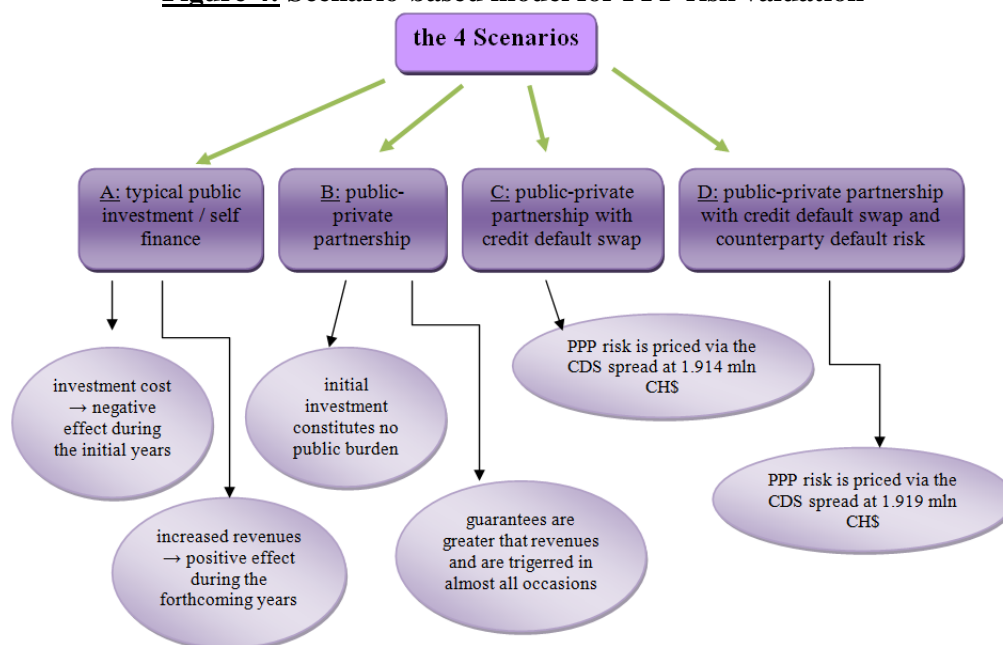 the 4 Scenarios
A: typical public
investment / self
finance
B: public-
private
partnership
C: public-private
partnership with
credit default swap
D: public-private partnership
with credit default swap and
counterparty default risk
investment cost
→ negative
effect during
the initial years
increased revenues
→ positive effect
during the
forthcoming years
initial
investment
constitutes no
public burden
guarantees are
greater that revenues
and are trigerred in
almost all occasions
PPP risk is priced via the
CDS spread at 1.914 mln
CH$
PPP risk is priced via the
CDS spread at 1.919 mln
CH$